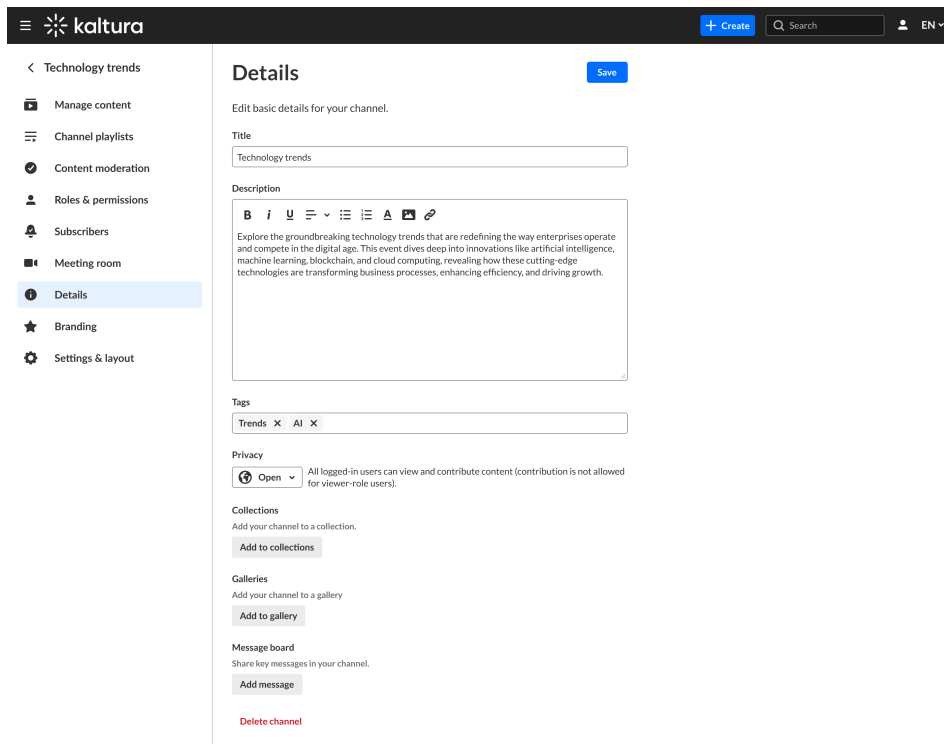 kaltura
Create
Search
EN
Technology trends
Manage content
Channel playlists
Content moderation
Roles & permissions
Subscribers
Meeting room
Details
Branding
Settings & layout
Details
Save
Edit basic details for your channel.
Title
Technology trends
Description
B i U A
Explore the groundbreaking technology trends that are redefining the way enterprises operate
and compete in the digital age. This event dives deep into innovations like artificial intelligence,
machine learning, blockchain, and cloud computing, revealing how these cutting-edge
technologies are transforming business processes, enhancing efficiency, and driving growth.
Tags
Trends AI
Privacy
Open
All logged-in users can view and contribute content (contribution is not allowed
for viewer-role users).
Collections
Add your channel to a collection.
Add to collections
Galleries
Add your channel to a gallery
Add to gallery
Message board
Share key messages in your channel.
Add message
Delete channel